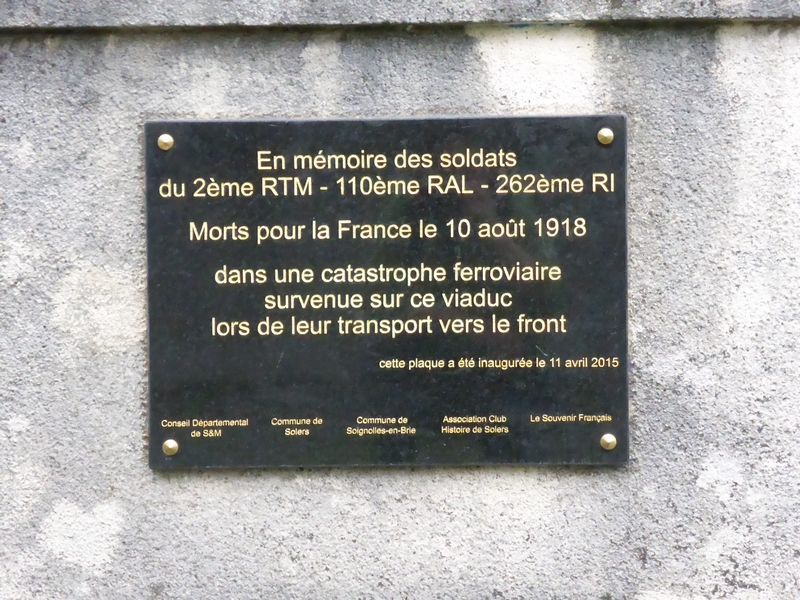 En mémoire des soldats
du 2ème RTM - 110ème RAL - 262ème RI
Morts pour la France le 10 août 1918
dans une catastrophe ferroviaire
survenue sur ce viaduc
lors de leur transport vers le front
cette plaque a été inaugurée le 11 avril 2015
Conseil Départemental
de S&M
Commune de
Solers
Commune de
Soignolles-en-Brie
Association Club
Histoire de Solers
Le Souvenir Français